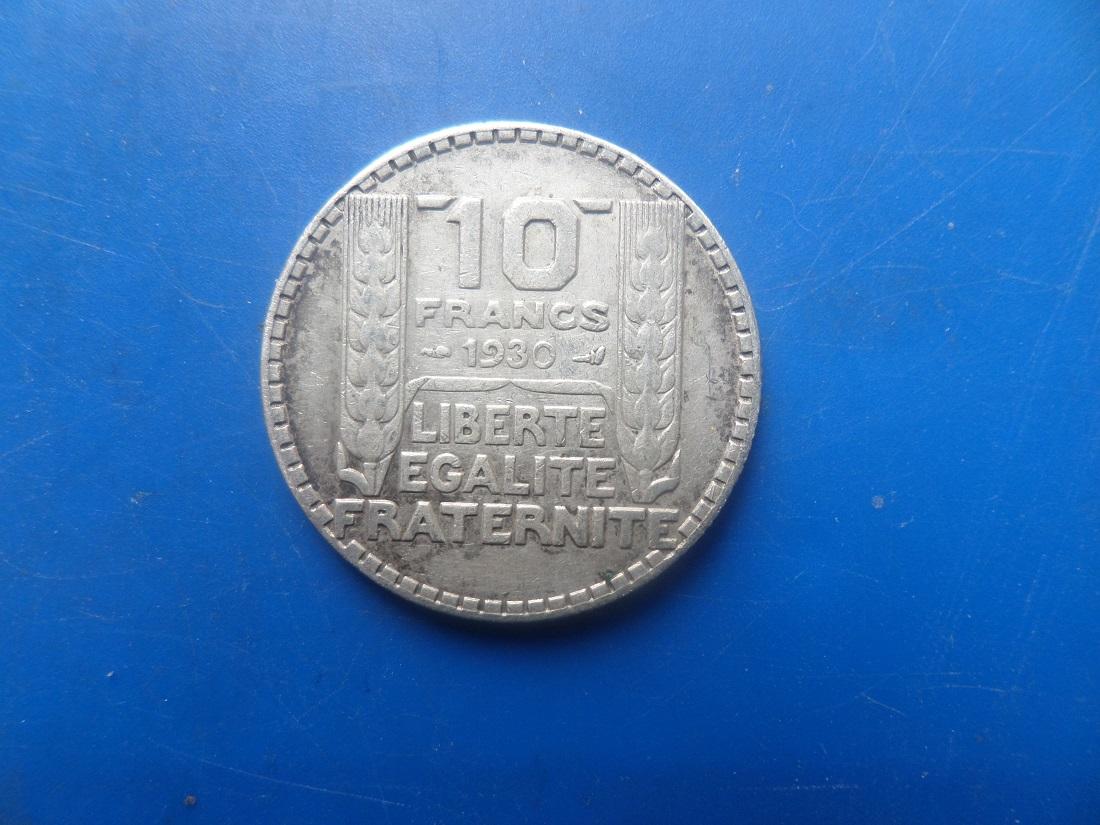 10
FRANCS
1930
LIBERTE
EGALITE
FRATERNITE